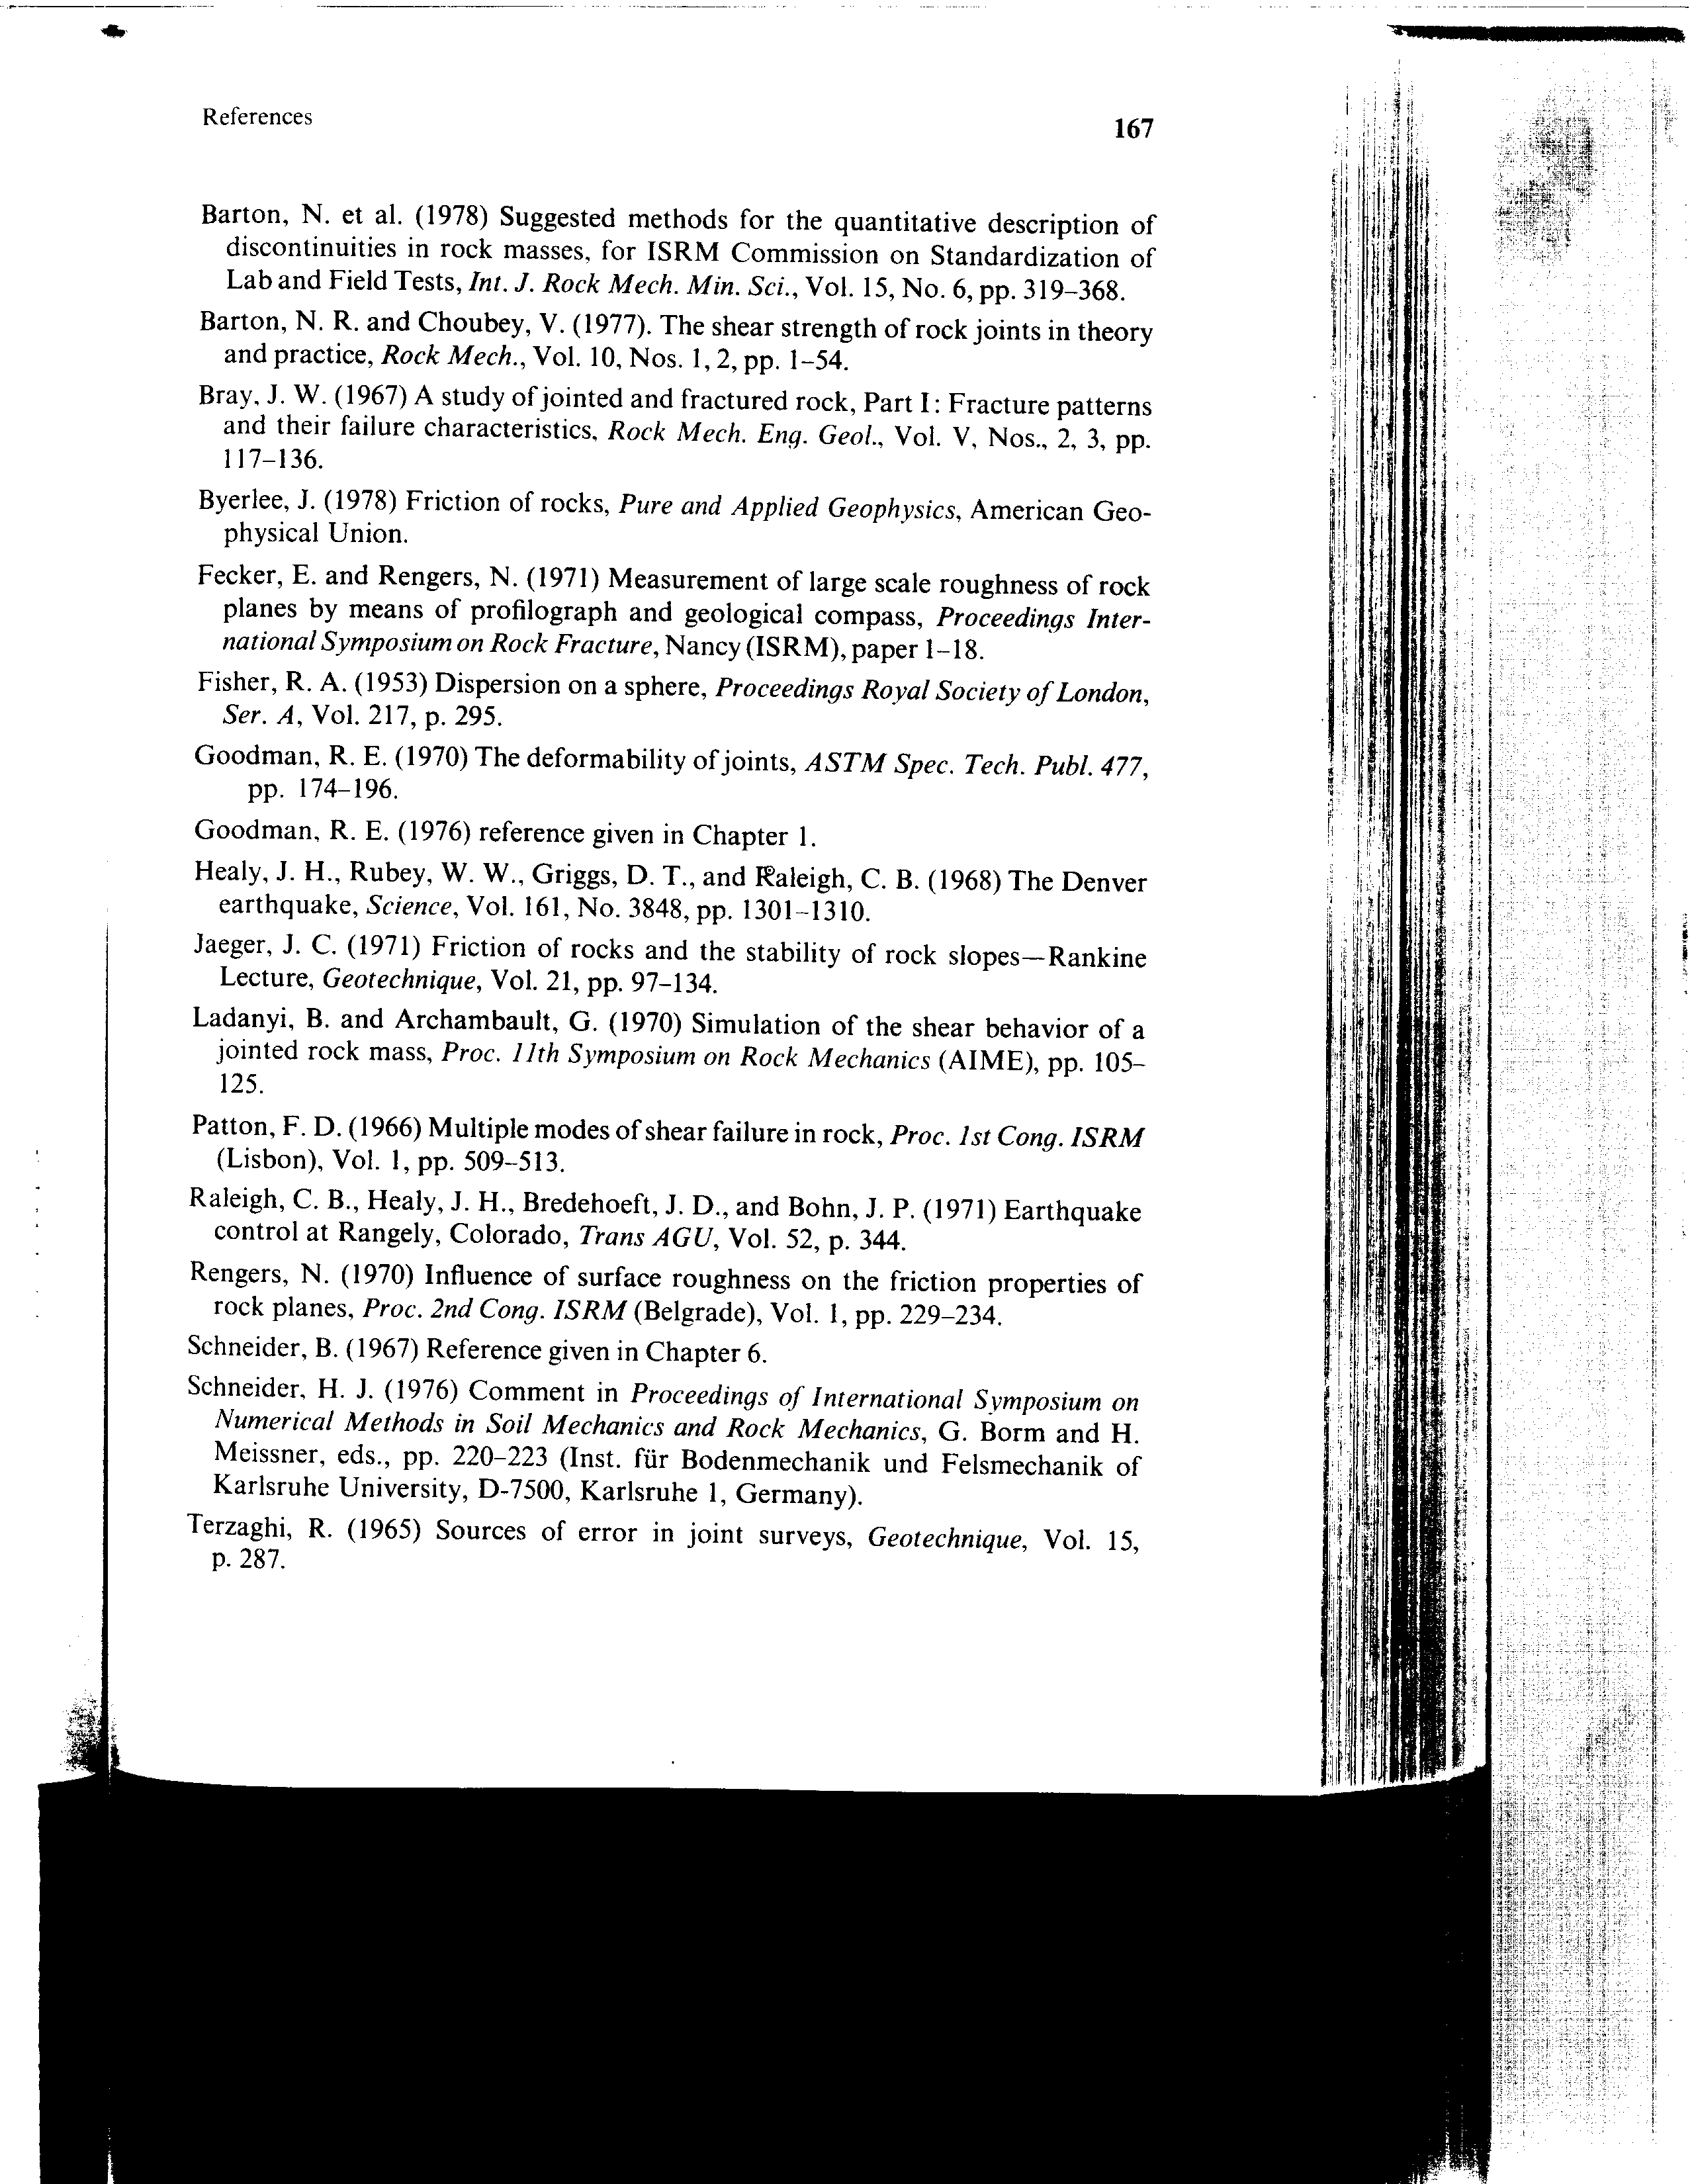 References
167
Barton, N. et al. (1978) Suggested methods for the quantitative description of
discontinuities in rock masses, for ISRM Commission on Standardization of
Lab and Field Tests, Int. J. Rock Mech. Min. Sci., Vol. 15, No. 6, pp. 319–368.
Barton, N. R. and Choubey, V. (1977). The shear strength of rock joints in theory
and practice, Rock Mech., Vol. 10, Nos. 1, 2, pp. 1–54.
Bray, J. W. (1967) A study of jointed and fractured rock, Part I: Fracture patterns
and their failure characteristics, Rock Mech. Eng. Geol., Vol. V, Nos., 2, 3, pp.
117–136.
Byerlee, J. (1978) Friction of rocks, Pure and Applied Geophysics, American Geo-
physical Union.
Fecker, E. and Rengers, N. (1971) Measurement of large scale roughness of rock
planes by means of profilograph and geological compass, Proceedings Inter-
national Symposium on Rock Fracture, Nancy (ISRM), paper 1–18.
Fisher, R. A. (1953) Dispersion on a sphere, Proceedings Royal Society of London,
Ser. A, Vol. 217, p. 295.
Goodman, R. E. (1970) The deformability of joints, ASTM Spec. Tech. Publ. 477,
pp. 174–196.
Goodman, R. E. (1976) reference given in Chapter 1.
Healy, J. H., Rubey, W. W., Griggs, D. T., and Raleigh, C. B. (1968) The Denver
earthquake, Science, Vol. 161, No. 3848, pp. 1301–1310.
Jaeger, J. C. (1971) Friction of rocks and the stability of rock slopes—Rankine
Lecture, Geotechnique, Vol. 21, pp. 97–134.
Ladanyi, B. and Archambault, G. (1970) Simulation of the shear behavior of a
jointed rock mass, Proc. 11th Symposium on Rock Mechanics (AIME), pp. 105–
125.
Patton, F. D. (1966) Multiple modes of shear failure in rock, Proc. 1st Cong. ISRM
(Lisbon), Vol. 1, pp. 509–513.
Raleigh, C. B., Healy, J. H., Bredehoeft, J. D., and Bohn, J. P. (1971) Earthquake
control at Rangely, Colorado, Trans AGU, Vol. 52, p. 344.
Rengers, N. (1970) Influence of surface roughness on the friction properties of
rock planes, Proc. 2nd Cong. ISRM (Belgrade), Vol. 1, pp. 229–234.
Schneider, B. (1967) Reference given in Chapter 6.
Schneider, H. J. (1976) Comment in Proceedings of International Symposium on
Numerical Methods in Soil Mechanics and Rock Mechanics, G. Borm and H.
Meissner, eds., pp. 220–223 (Inst. für Bodenmechanik und Felsmechanik of
Karlsruhe University, D-7500, Karlsruhe 1, Germany).
Terzaghi, R. (1965) Sources of error in joint surveys, Geotechnique, Vol. 15,
p. 287.